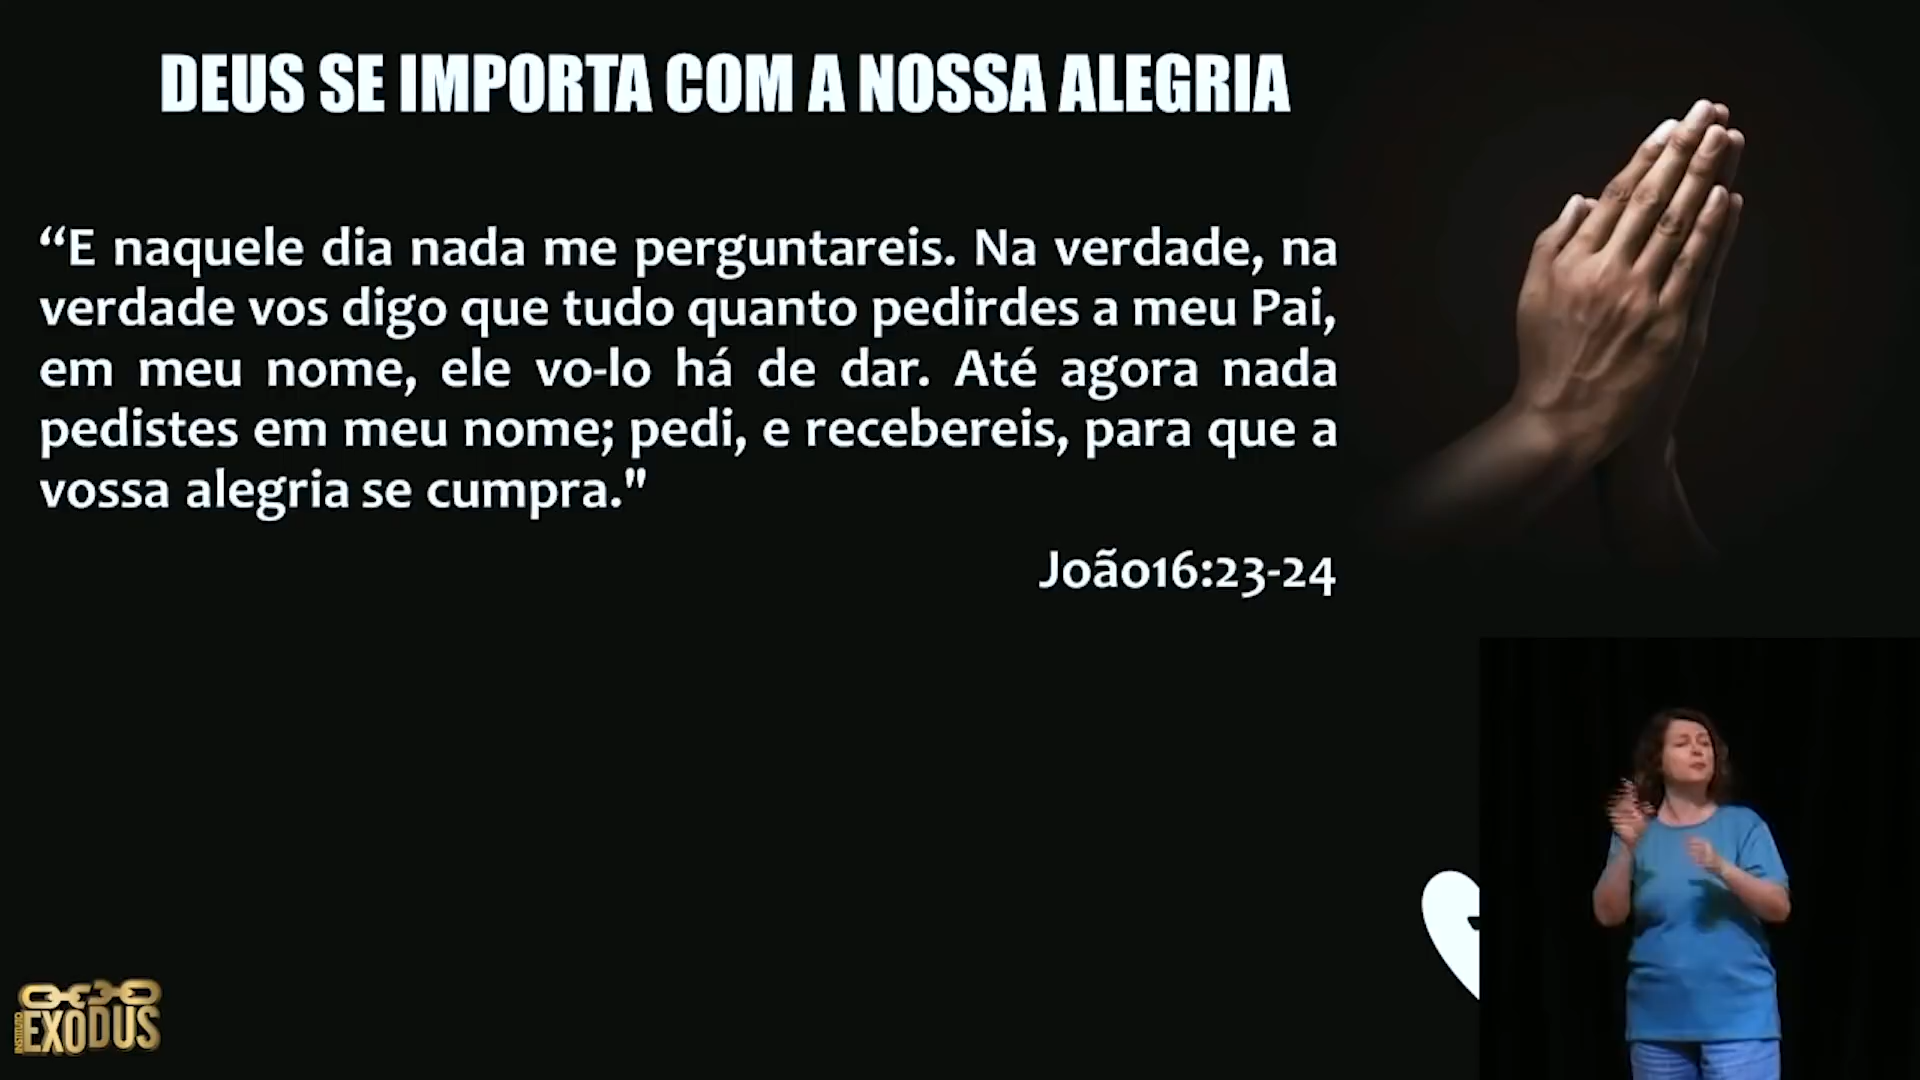 DEUS SE IMPORTA COM A NOSSA ALEGRIA
“E naquele dia nada me perguntareis. Na verdade, na
verdade vos digo que tudo quanto pedirdes a meu Pai,
em meu nome, ele vo-lo há de dar. Até agora nada
pedistes em meu nome; pedi, e recebereis, para que a
vossa alegria se cumpra."
João16:23-24
INSTITUTO
EXODUS